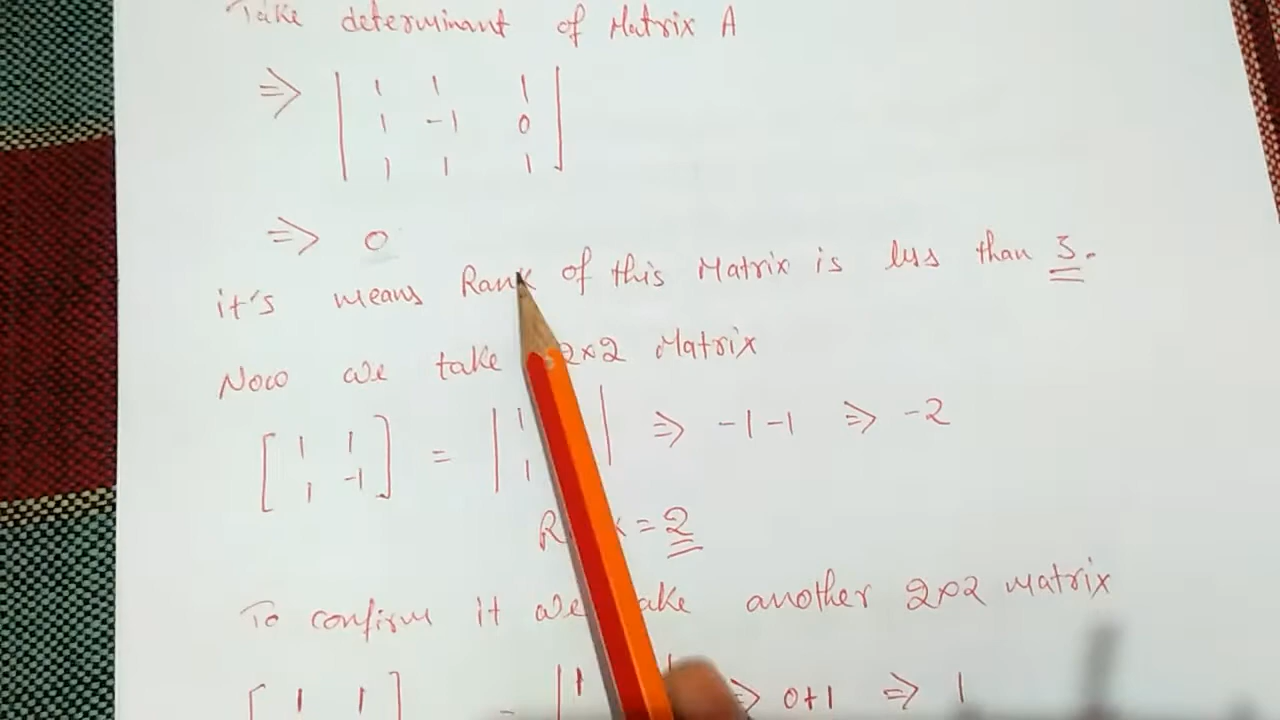 Take determinant of Matrix A
⇒ | 1 1 1 |
| 1 -1 0 |
| 1 1 1 |
⇒ 0
it's means Rank of this Matrix is less than 3.
Now we take 2×2 Matrix
[ 1 1 ] = | 1 | ⇒ -1-1 ⇒ -2
[ 1 -1 ] | 1 |
= 2
To confirm it we take another 2×2 matrix
[ 1 1 ] = | 1 ⇒ 0+1 ⇒ 1